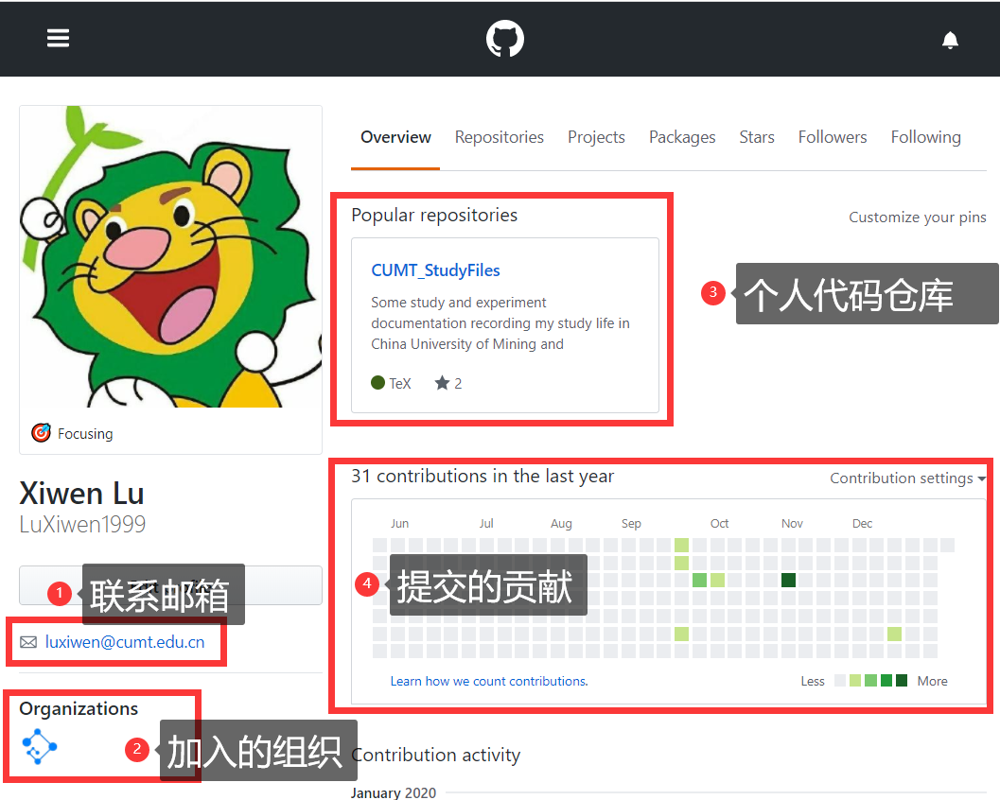 Overview Repositories Projects Packages Stars Followers Following
Popular repositories
Customize your pins
CUMT_StudyFiles
Some study and experiment
documentation recording my study life in
China University of Mining and
TeX 2
3 个人代码仓库
Focusing
Xiwen Lu
LuXiwen1999
1 联系邮箱
luxiwen@cumt.edu.cn
Organizations
2 加入的组织
31 contributions in the last year
Contribution settings
Jun Jul Aug Sep Oct Nov Dec
4 提交的贡献
Learn how we count contributions.
Less More
Contribution activity
January 2020